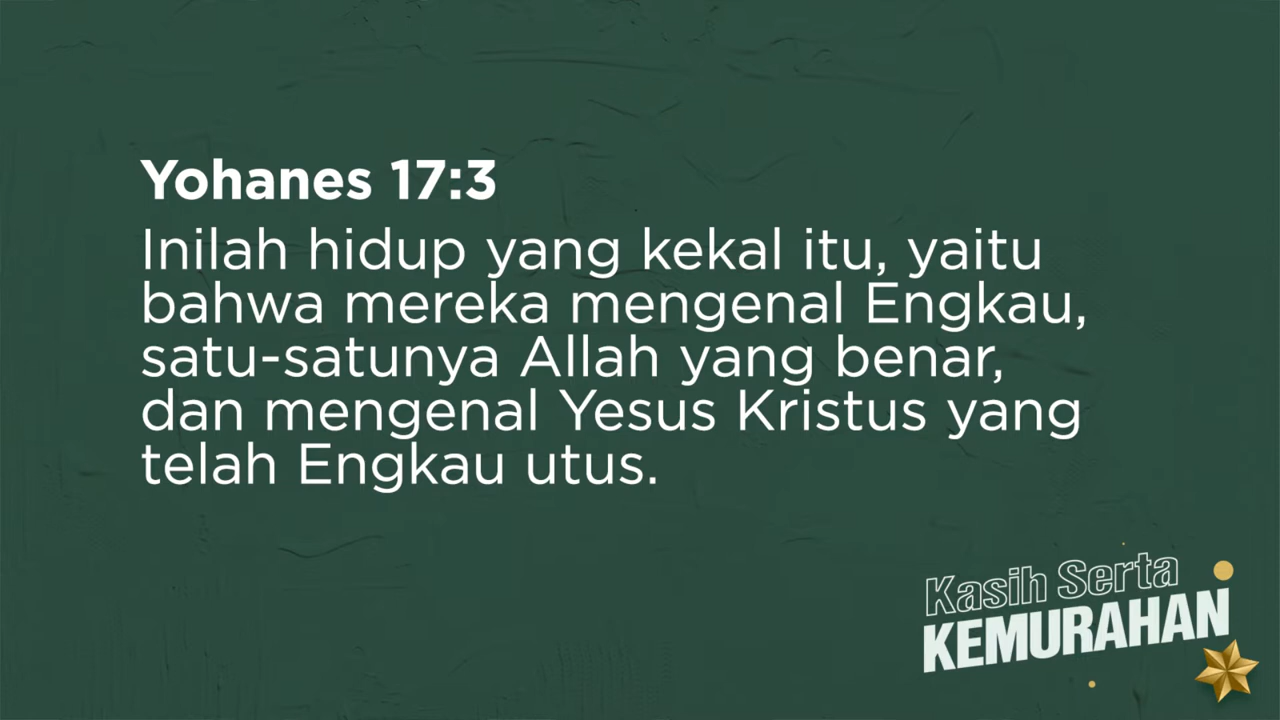 Yohanes 17:3
Inilah hidup yang kekal itu, yaitu
bahwa mereka mengenal Engkau,
satu-satunya Allah yang benar,
dan mengenal Yesus Kristus yang
telah Engkau utus.
Kasih Serta
KEMURAHAN